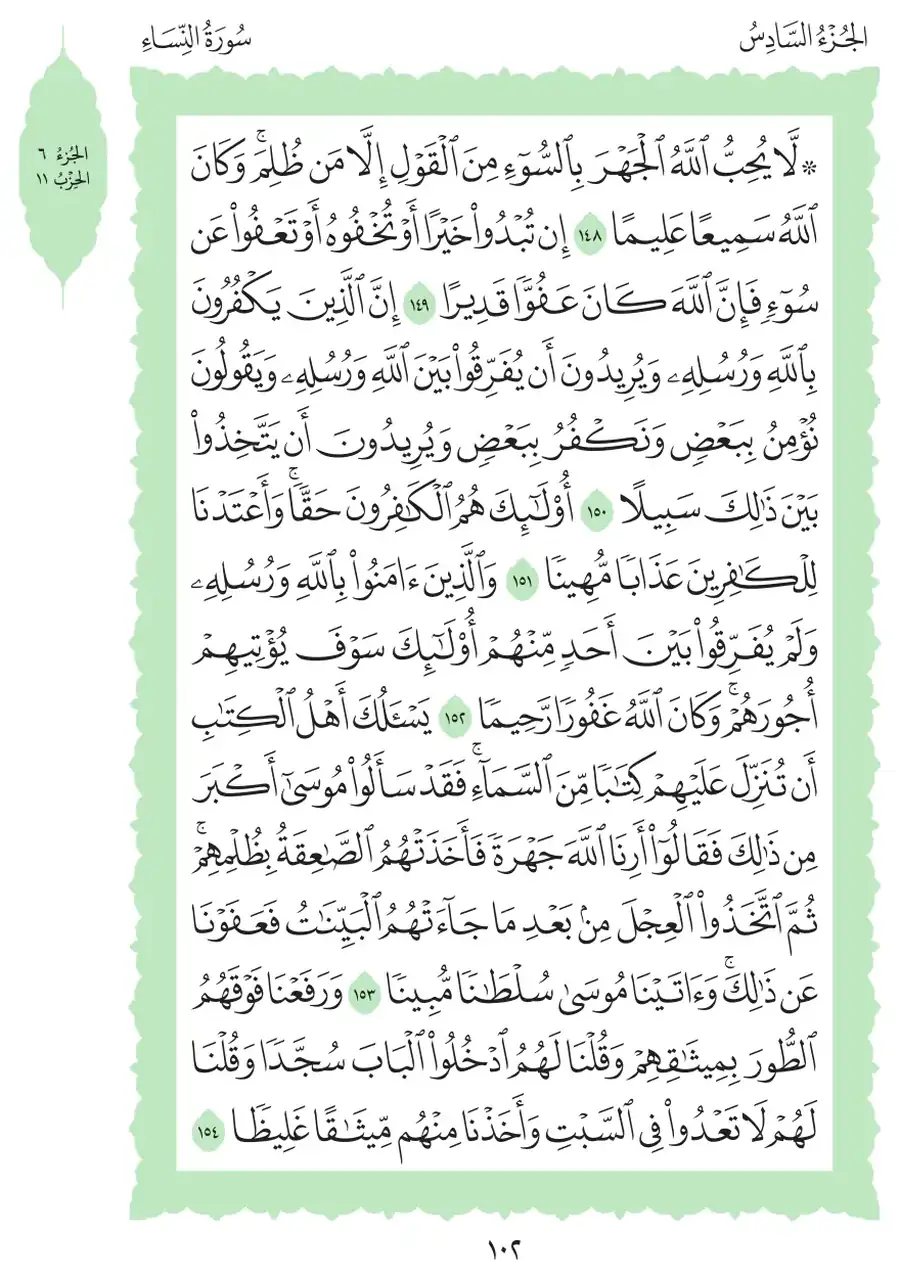 الجُزْءُ السَّادِسُ
سُورَةُ النِّسَاءِ
الجُزءُ ٦
الحِزْبُ ١١
۞ لَّا يُحِبُّ ٱللَّهُ ٱلْجَهْرَ بِٱلسُّوٓءِ مِنَ ٱلْقَوْلِ إِلَّا مَن ظُلِمَۚ وَكَانَ
ٱللَّهُ سَمِيعًا عَلِيمًا ١٤٨ إِن تُبْدُوا۟ خَيْرًا أَوْ تُخْفُوهُ أَوْ تَعْفُوا۟ عَن
سُوٓءٍ فَإِنَّ ٱللَّهَ كَانَ عَفُوًّا قَدِيرًا ١٤٩ إِنَّ ٱلَّذِينَ يَكْفُرُونَ
بِٱللَّهِ وَرُسُلِهِۦ وَيُرِيدُونَ أَن يُفَرِّقُوا۟ بَيْنَ ٱللَّهِ وَرُسُلِهِۦ وَيَقُولُونَ
نُؤْمِنُ بِبَعْضٍ وَنَكْفُرُ بِبَعْضٍ وَيُرِيدُونَ أَن يَتَّخِذُوا۟
بَيْنَ ذَٰلِكَ سَبِيلًا ١٥٠ أُو۟لَـٰٓئِكَ هُمُ ٱلْكَـٰفِرُونَ حَقًّاۚ وَأَعْتَدْنَا
لِلْكَـٰفِرِينَ عَذَابًا مُّهِينًا ١٥١ وَٱلَّذِينَ ءَامَنُوا۟ بِٱللَّهِ وَرُسُلِهِۦ
وَلَمْ يُفَرِّقُوا۟ بَيْنَ أَحَدٍ مِّنْهُمْ أُو۟لَـٰٓئِكَ سَوْفَ يُؤْتِيهِمْ
أُجُورَهُمْۚ وَكَانَ ٱللَّهُ غَفُورًا رَّحِيمًا ١٥٢ يَسْـَٔلُكَ أَهْلُ ٱلْكِتَـٰبِ
أَن تُنَزِّلَ عَلَيْهِمْ كِتَـٰبًا مِّنَ ٱلسَّمَآءِۚ فَقَدْ سَأَلُوا۟ مُوسَىٰٓ أَكْبَرَ
مِن ذَٰلِكَ فَقَالُوٓا۟ أَرِنَا ٱللَّهَ جَهْرَةً فَأَخَذَتْهُمُ ٱلصَّـٰعِقَةُ بِظُلْمِهِمْۚ
ثُمَّ ٱتَّخَذُوا۟ ٱلْعِجْلَ مِنۢ بَعْدِ مَا جَآءَتْهُمُ ٱلْبَيِّنَـٰتُ فَعَفَوْنَا
عَن ذَٰلِكَۚ وَءَاتَيْنَا مُوسَىٰ سُلْطَـٰنًا مُّبِينًا ١٥٣ وَرَفَعْنَا فَوْقَهُمُ
ٱلطُّورَ بِمِيثَـٰقِهِمْ وَقُلْنَا لَهُمُ ٱدْخُلُوا۟ ٱلْبَابَ سُجَّدًا وَقُلْنَا
لَهُمْ لَا تَعْدُوا۟ فِى ٱلسَّبْتِ وَأَخَذْنَا مِنْهُم مِّيثَـٰقًا غَلِيظًا ١٥٤
١٠٢